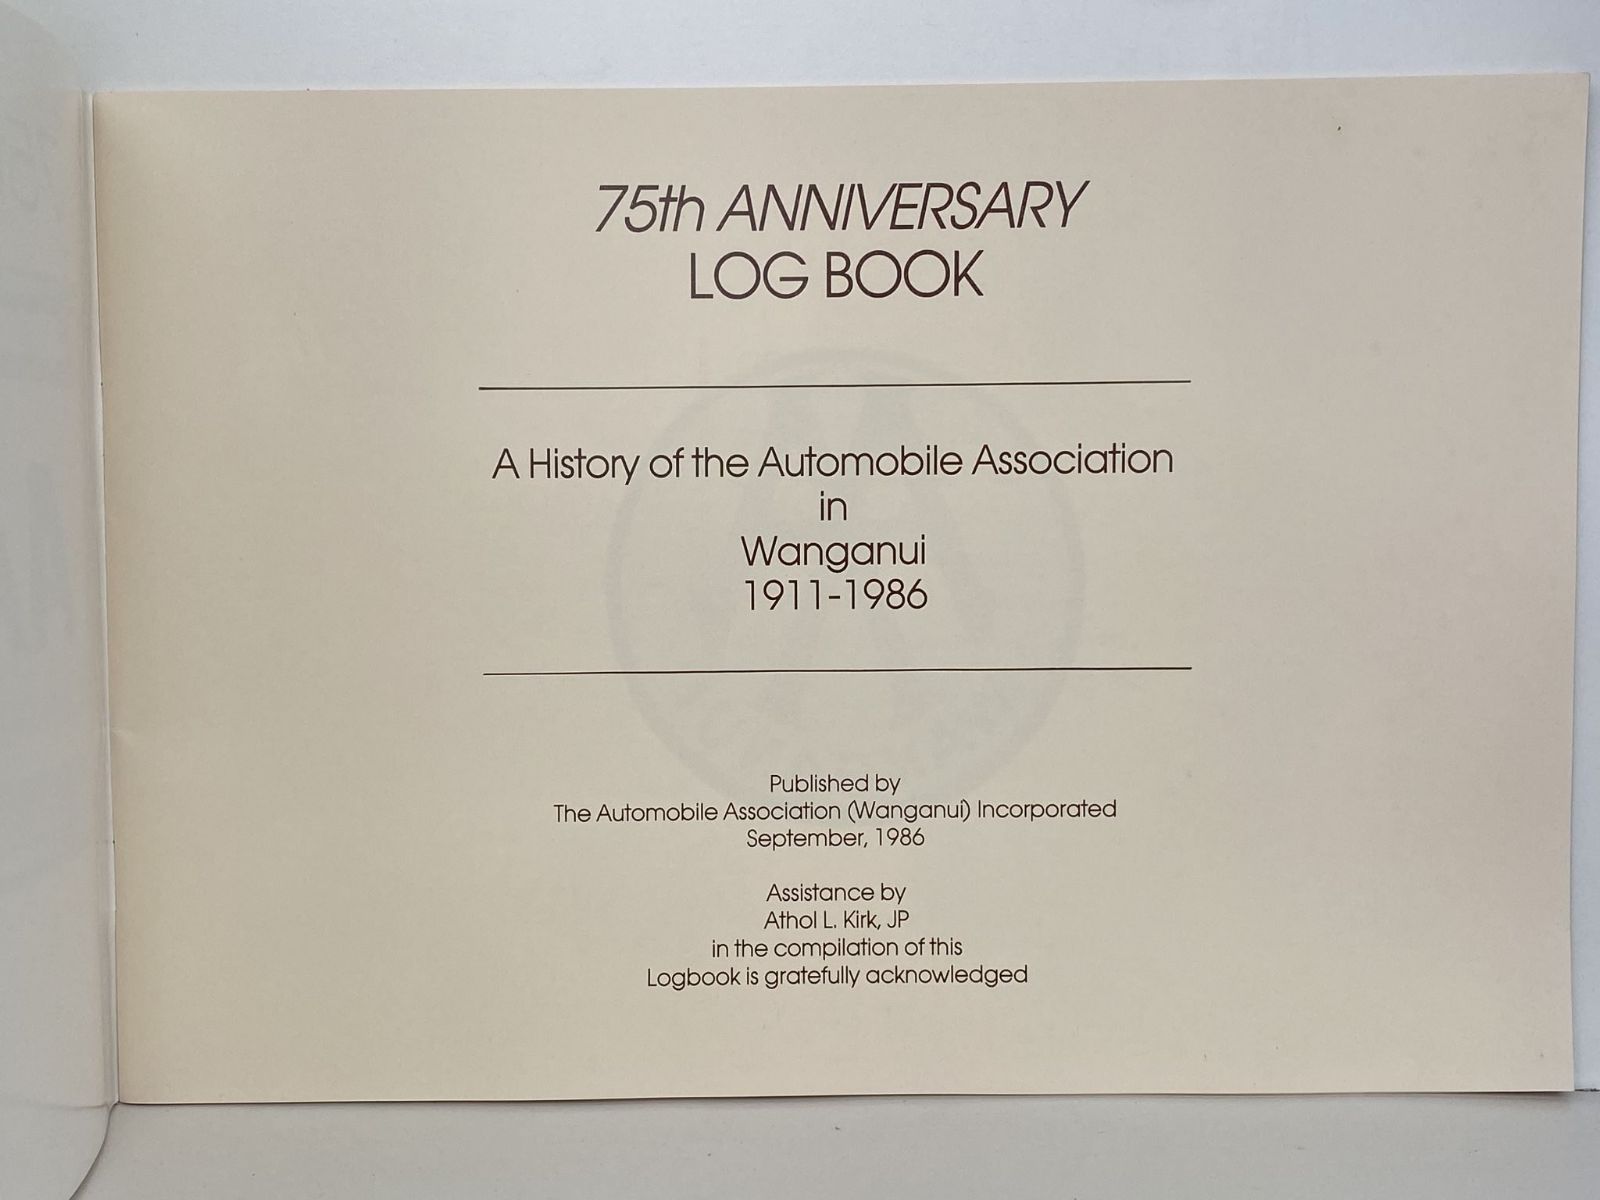 75th ANNIVERSARY
LOG BOOK
A History of the Automobile Association
in
Wanganui
1911-1986
Published by
The Automobile Association (Wanganui) Incorporated
September, 1986
Assistance by
Athol L. Kirk, JP
in the compilation of this
Logbook is gratefully acknowledged